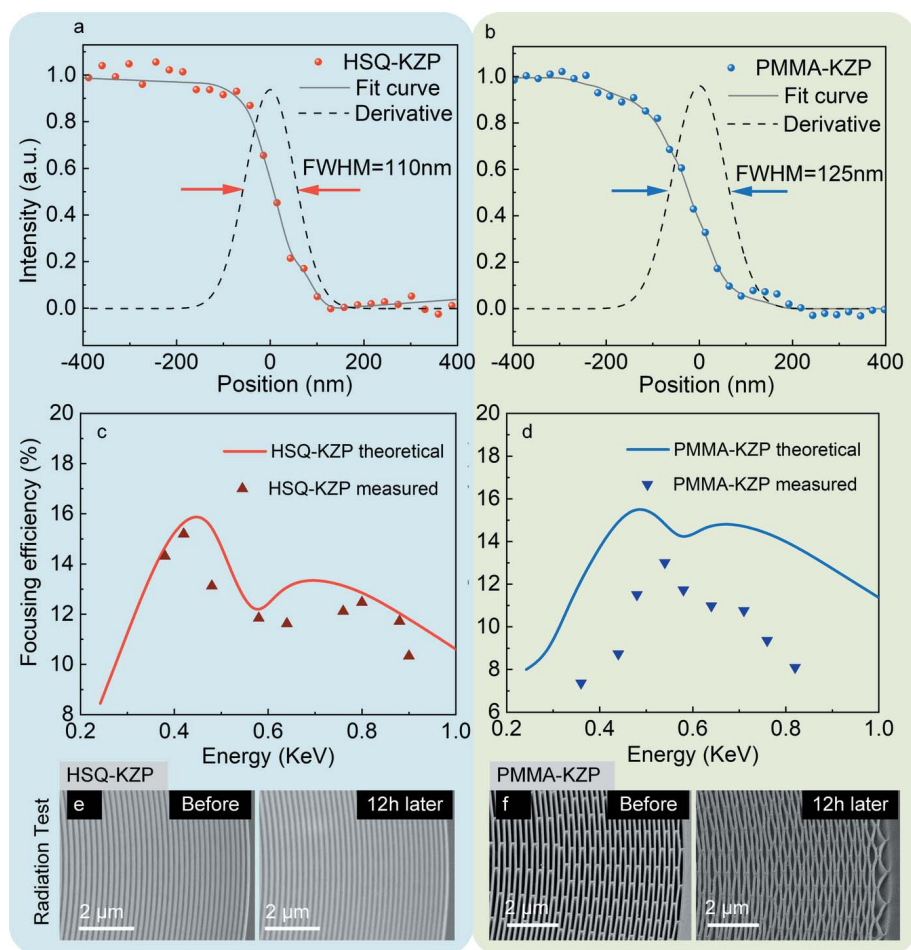 a
HSQ-KZP
Fit curve
Derivative
FWHM=110nm
Intensity (a.u.)
1.0
0.8
0.6
0.4
0.2
0.0
-400
-200
0
200
400
Position (nm)
b
PMMA-KZP
Fit curve
Derivative
FWHM=125nm
1.0
0.8
0.6
0.4
0.2
0.0
-400
-200
0
200
400
Position (nm)
c
HSQ-KZP theoretical
HSQ-KZP measured
Focusing efficiency (%)
20
18
16
14
12
10
8
0.2
0.4
0.6
0.8
1.0
Energy (KeV)
d
PMMA-KZP theoretical
PMMA-KZP measured
20
18
16
14
12
10
8
6
0.2
0.4
0.6
0.8
1.0
Energy (KeV)
Radiation Test
HSQ-KZP
e
Before
2 μm
12h later
2 μm
PMMA-KZP
f
Before
2 μm
12h later
2 μm